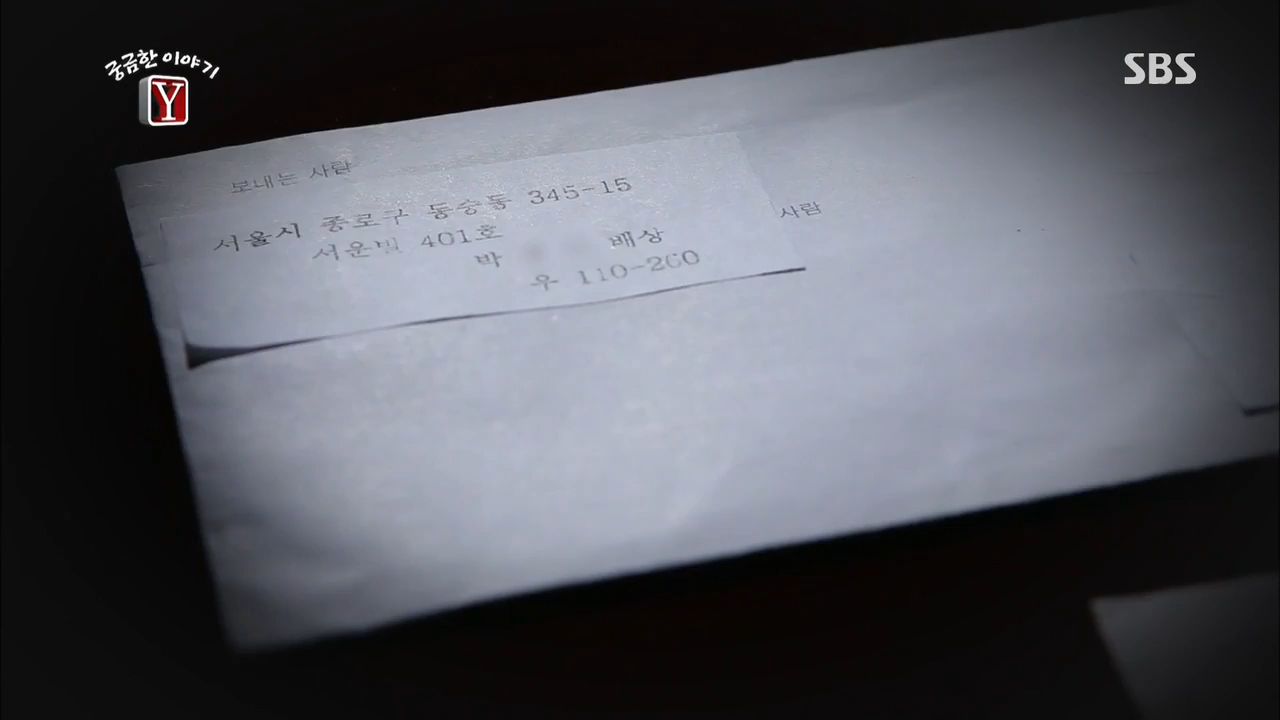 궁금한 이야기
Y
SBS
보내는 사람
서울시 종로구 동숭동 345-15
서운빌 401호
박 배상
우 110-260
사람